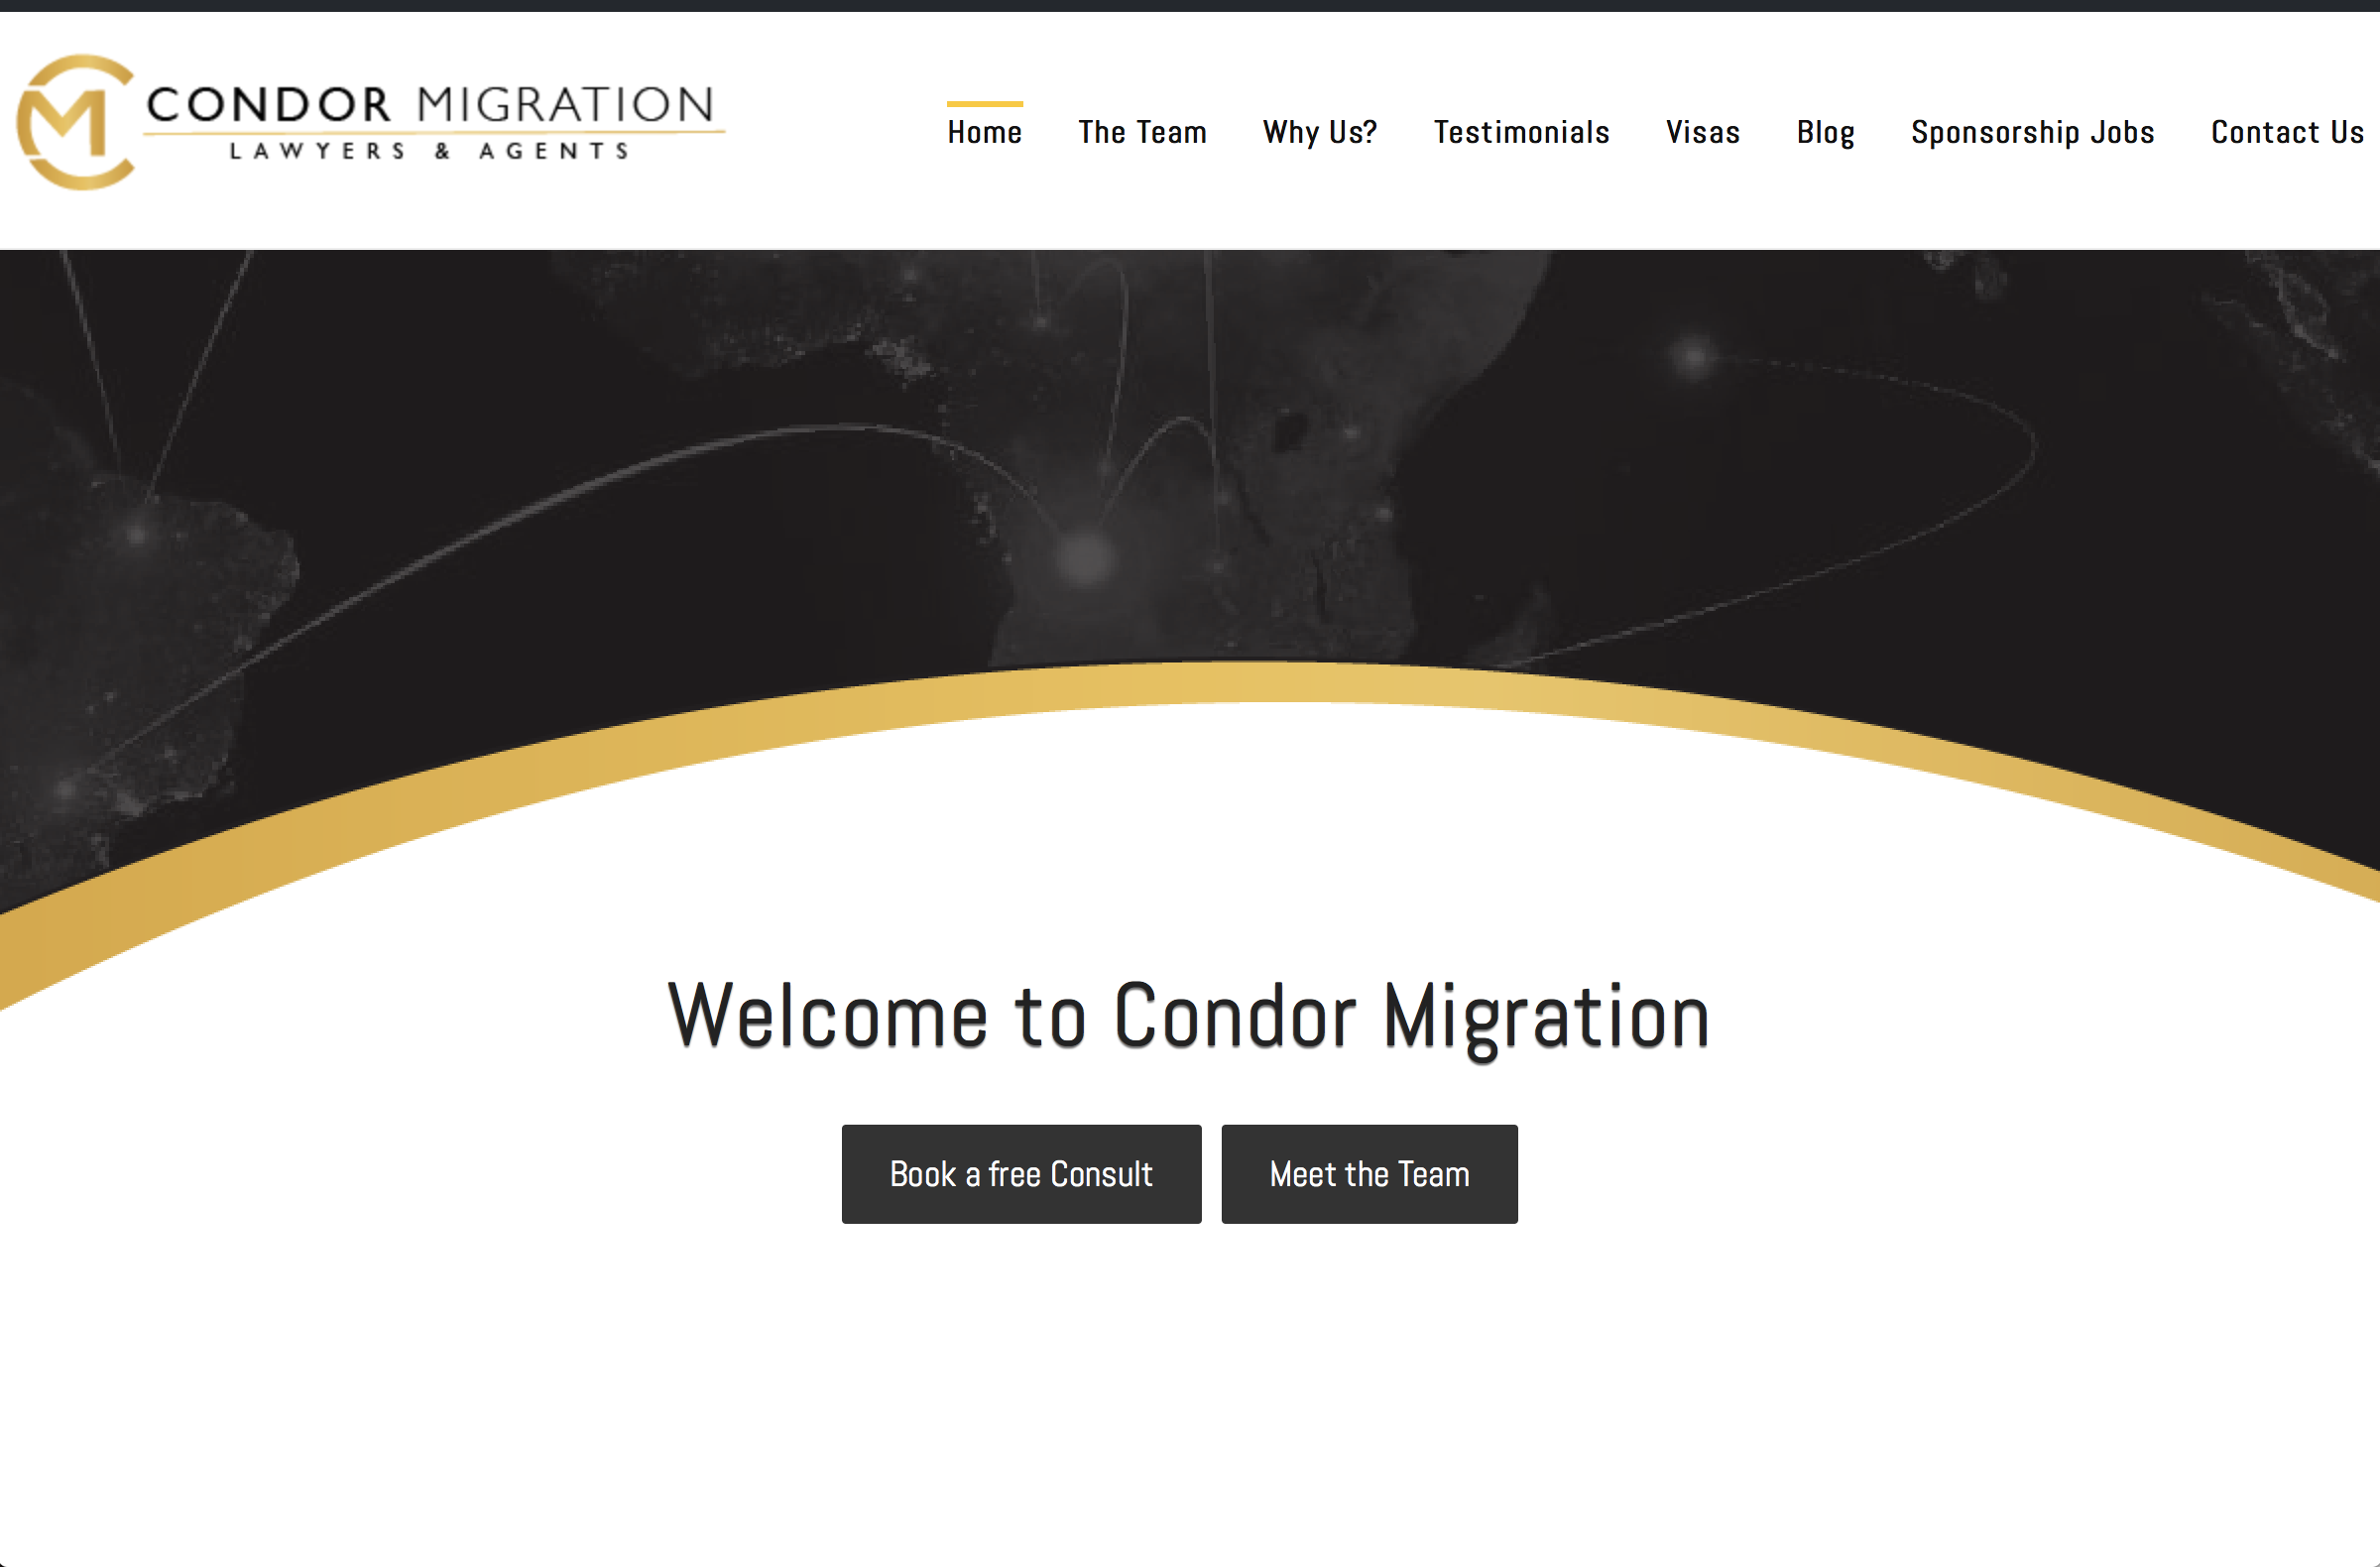 CONDOR MIGRATION
LAWYERS & AGENTS
Home The Team Why Us? Testimonials Visas Blog Sponsorship Jobs Contact Us
Welcome to Condor Migration
Book a free Consult Meet the Team